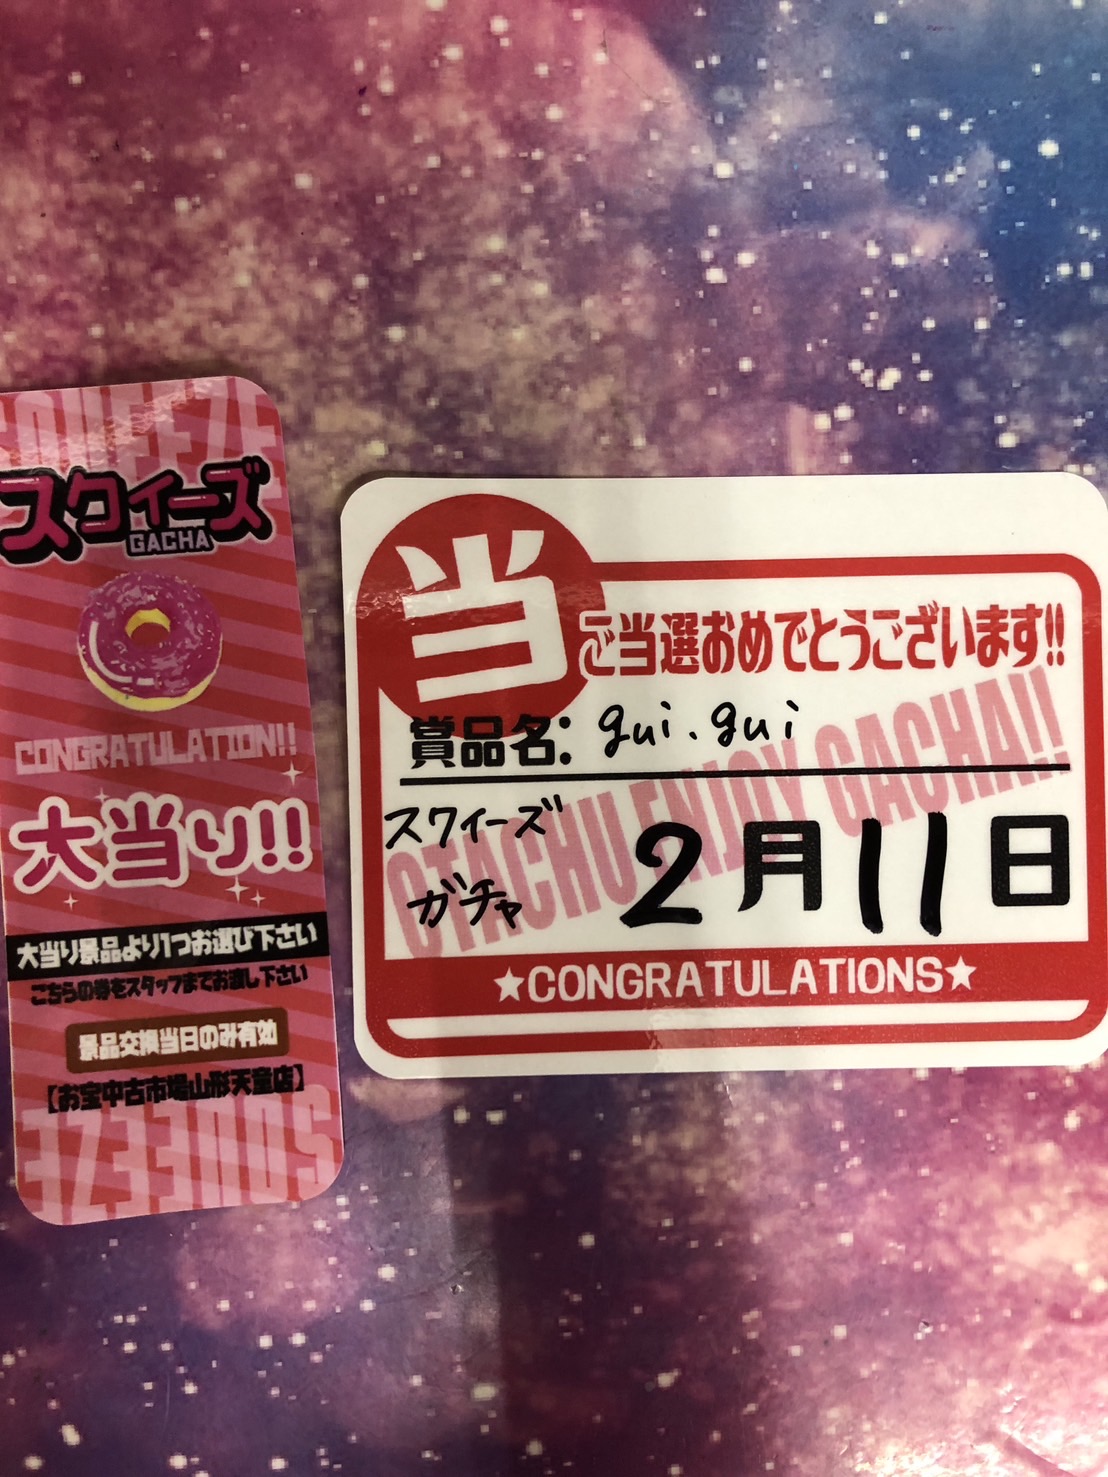 SQUEEZE
スクイーズ
GACHA
CONGRATULATION!!
大当り!!
大当り景品より1つお選び下さい
こちらの券をスタッフまでお渡し下さい
景品交換当日のみ有効
【お宝中古市場山形天童店】
SQUEEZE
当
ご当選おめでとうございます!!
賞品名: gui.gui
スクィーズ
ガチャ
2月11日
OTACHU ENJOY GACHA!!
★CONGRATULATIONS★